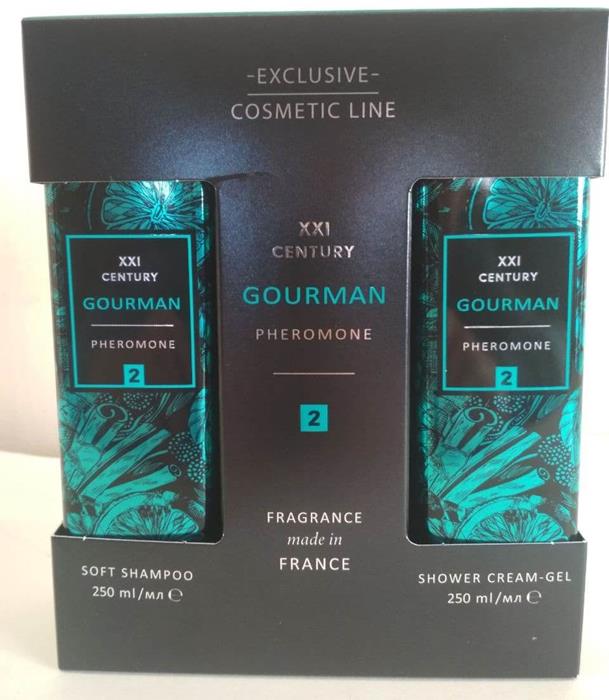 -EXCLUSIVE-
COSMETIC LINE
XXI
CENTURY
GOURMAN
PHEROMONE
2
XXI
CENTURY
GOURMAN
PHEROMONE
2
XXI
CENTURY
GOURMAN
PHEROMONE
2
FRAGRANCE
made in
FRANCE
SOFT SHAMPOO
250 ml/мл ℮
SHOWER CREAM-GEL
250 ml/мл ℮